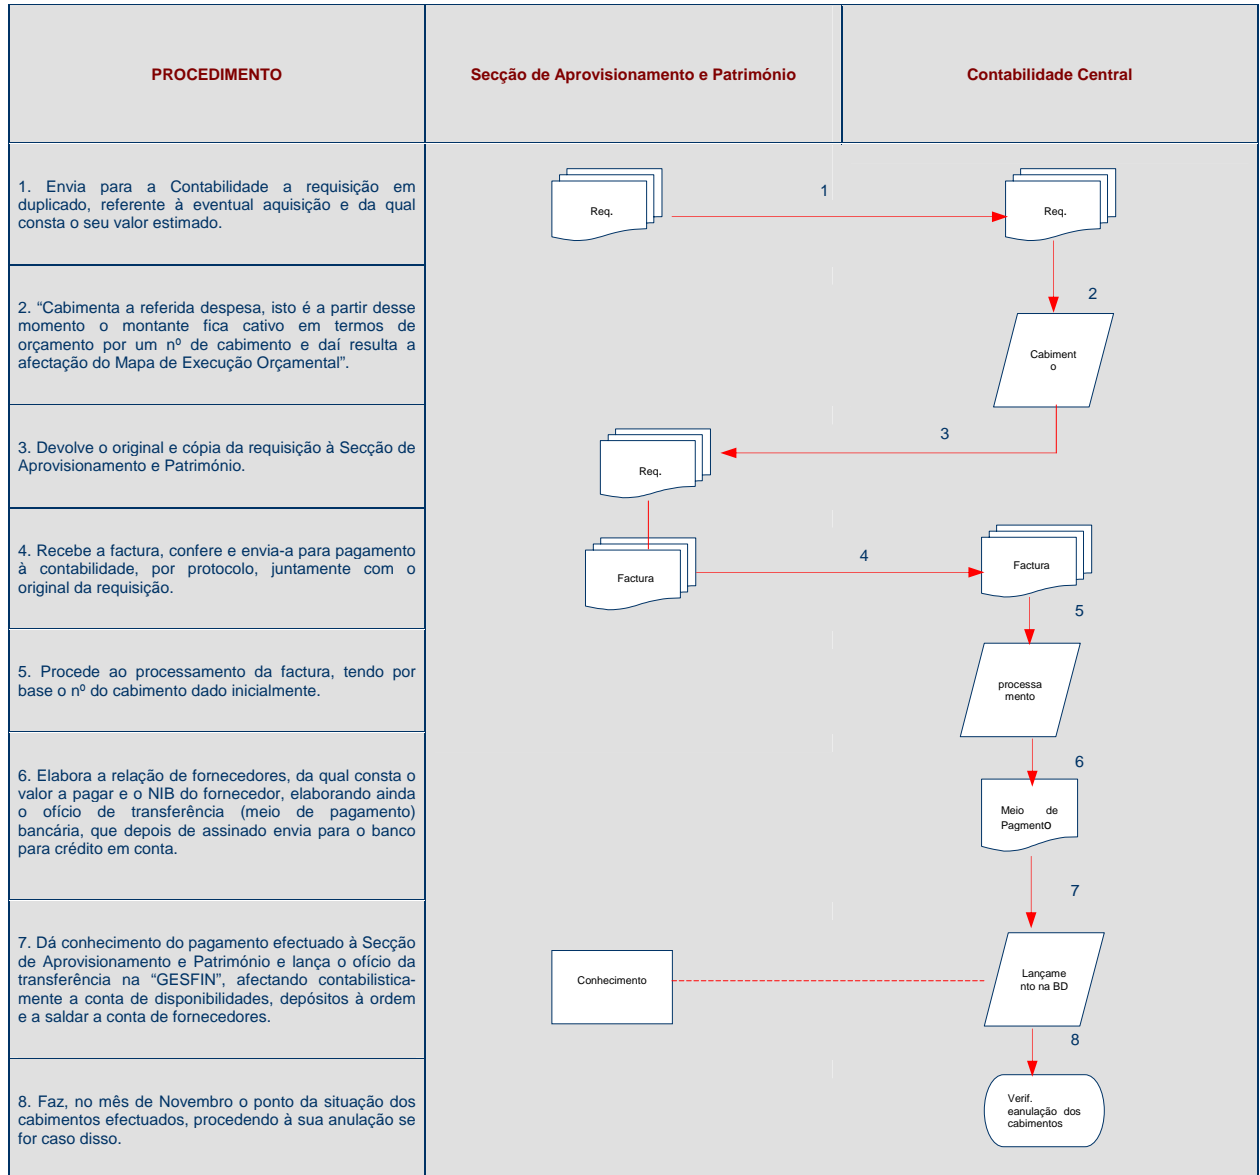 PROCEDIMENTO
Secção de Aprovisionamento e Património
Contabilidade Central
1. Envia para a Contabilidade a requisição em
duplicado, referente à eventual aquisição e da qual
consta o seu valor estimado.
Req.
1
Req.
2. “Cabimenta a referida despesa, isto é a partir desse
momento o montante fica cativo em termos de
orçamento por um nº de cabimento e daí resulta a
afectação do Mapa de Execução Orçamental”.
2
Cabiment
o
3. Devolve o original e cópia da requisição à Secção de
Aprovisionamento e Património.
3
Req.
4. Recebe a factura, confere e envia-a para pagamento
à contabilidade, por protocolo, juntamente com o
original da requisição.
Factura
4
Factura
5
5. Procede ao processamento da factura, tendo por
base o nº do cabimento dado inicialmente.
processa
mento
6. Elabora a relação de fornecedores, da qual consta o
valor a pagar e o NIB do fornecedor, elaborando ainda
o ofício de transferência (meio de pagamento)
bancária, que depois de assinado envia para o banco
para crédito em conta.
6
Meio de
Pagmento
7
7. Dá conhecimento do pagamento efectuado à Secção
de Aprovisionamento e Património e lança o ofício da
transferência na “GESFIN”, afectando contabilistica-
mente a conta de disponibilidades, depósitos à ordem
e a saldar a conta de fornecedores.
Conhecimento
Lançame
nto na BD
8
8. Faz, no mês de Novembro o ponto da situação dos
cabimentos efectuados, procedendo à sua anulação se
for caso disso.
Verif.
eanulação dos
cabimentos